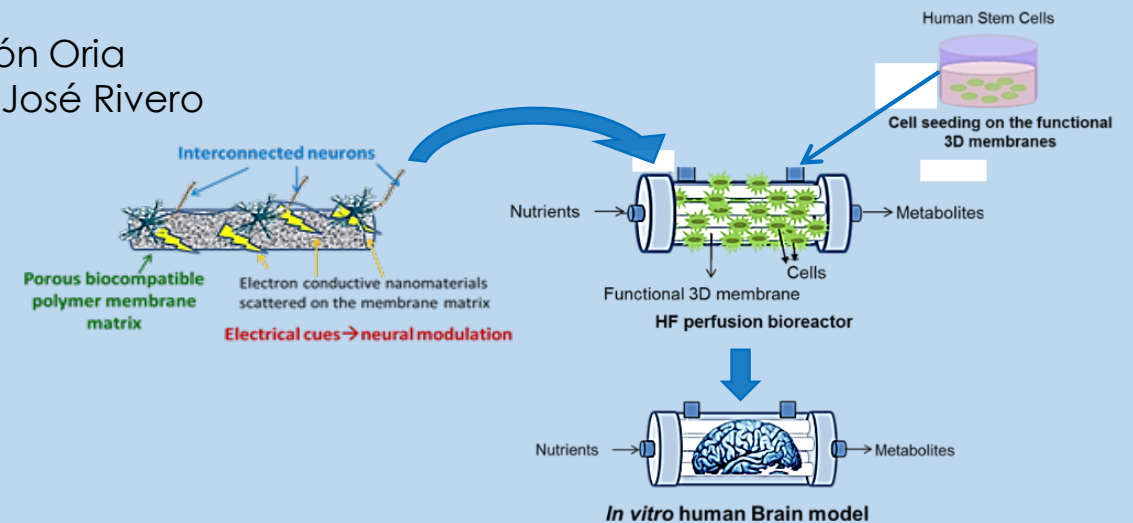 ón Oria
José Rivero
Human Stem Cells
Cell seeding on the functional
3D membranes
Interconnected neurons
Porous biocompatible
polymer membrane
matrix
Electron conductive nanomaterials
scattered on the membrane matrix
Electrical cues→neural modulation
Nutrients
Metabolites
Cells
Functional 3D membrane
HF perfusion bioreactor
Nutrients
Metabolites
In vitro human Brain model